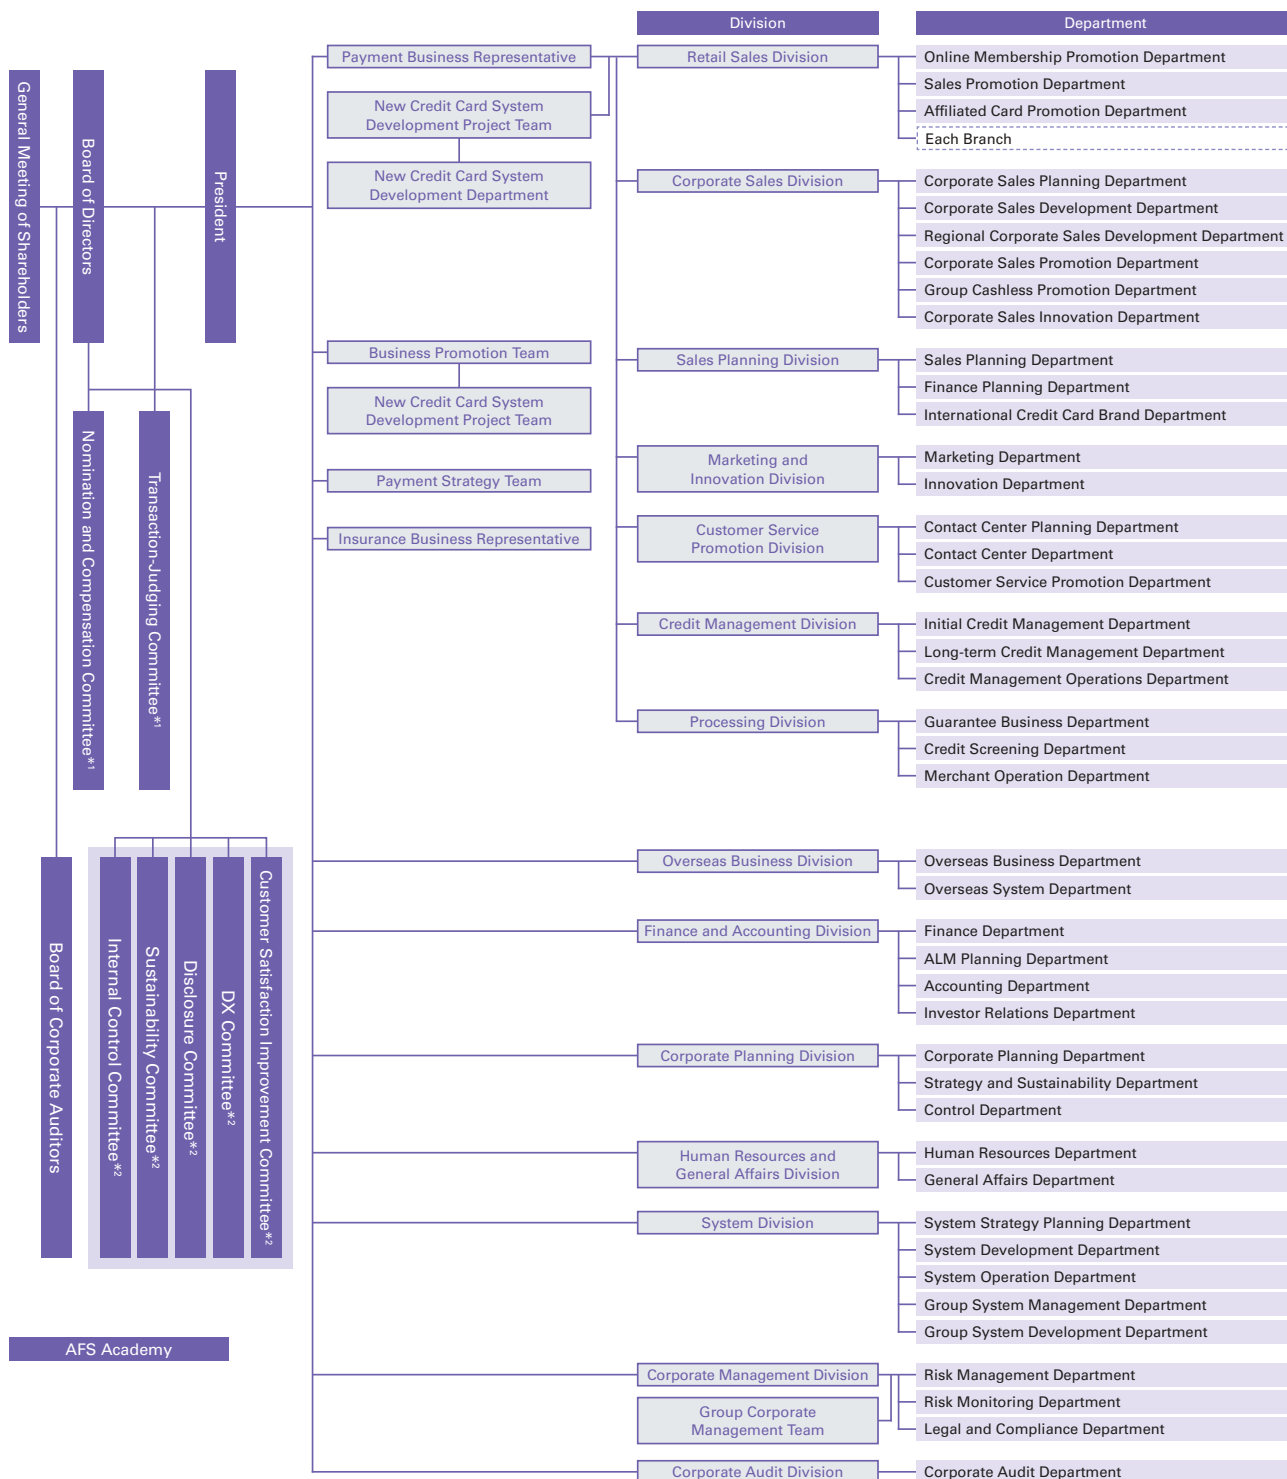 General Meeting of Shareholders
Board of Directors
President
Nomination and Compensation Committee*1
Transaction-Judging Committee*1
Board of Corporate Auditors
Internal Control Committee*2
Sustainability Committee*2
Disclosure Committee*2
DX Committee*2
Customer Satisfaction Improvement Committee*2
AFS Academy
Payment Business Representative
New Credit Card System
Development Project Team
New Credit Card System
Development Department
Business Promotion Team
New Credit Card System
Development Project Team
Payment Strategy Team
Insurance Business Representative
Division
Department
Retail Sales Division
Online Membership Promotion Department
Sales Promotion Department
Affiliated Card Promotion Department
Each Branch
Corporate Sales Division
Corporate Sales Planning Department
Corporate Sales Development Department
Regional Corporate Sales Development Department
Corporate Sales Promotion Department
Group Cashless Promotion Department
Corporate Sales Innovation Department
Sales Planning Division
Sales Planning Department
Finance Planning Department
International Credit Card Brand Department
Marketing and
Innovation Division
Marketing Department
Innovation Department
Customer Service
Promotion Division
Contact Center Planning Department
Contact Center Department
Customer Service Promotion Department
Credit Management Division
Initial Credit Management Department
Long-term Credit Management Department
Credit Management Operations Department
Processing Division
Guarantee Business Department
Credit Screening Department
Merchant Operation Department
Overseas Business Division
Overseas Business Department
Overseas System Department
Finance and Accounting Division
Finance Department
ALM Planning Department
Accounting Department
Investor Relations Department
Corporate Planning Division
Corporate Planning Department
Strategy and Sustainability Department
Control Department
Human Resources and
General Affairs Division
Human Resources Department
General Affairs Department
System Division
System Strategy Planning Department
System Development Department
System Operation Department
Group System Management Department
Group System Development Department
Corporate Management Division
Group Corporate
Management Team
Risk Management Department
Risk Monitoring Department
Legal and Compliance Department
Corporate Audit Division
Corporate Audit Department